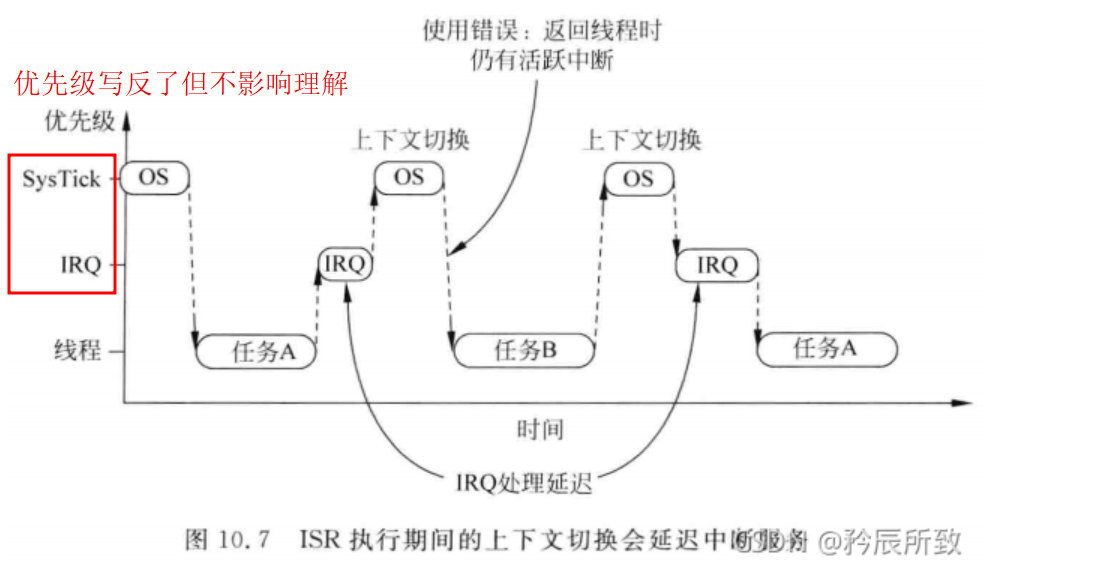 使用错误：返回线程时
仍有活跃中断
优先级写反了但不影响理解
优先级
上下文切换
上下文切换
SysTick
OS
OS
OS
IRQ
IRQ
IRQ
线程
任务A
任务B
任务A
时间
IRQ处理延迟
图 10.7 ISR 执行期间的上下文切换会延迟中断服务
@矜辰所致